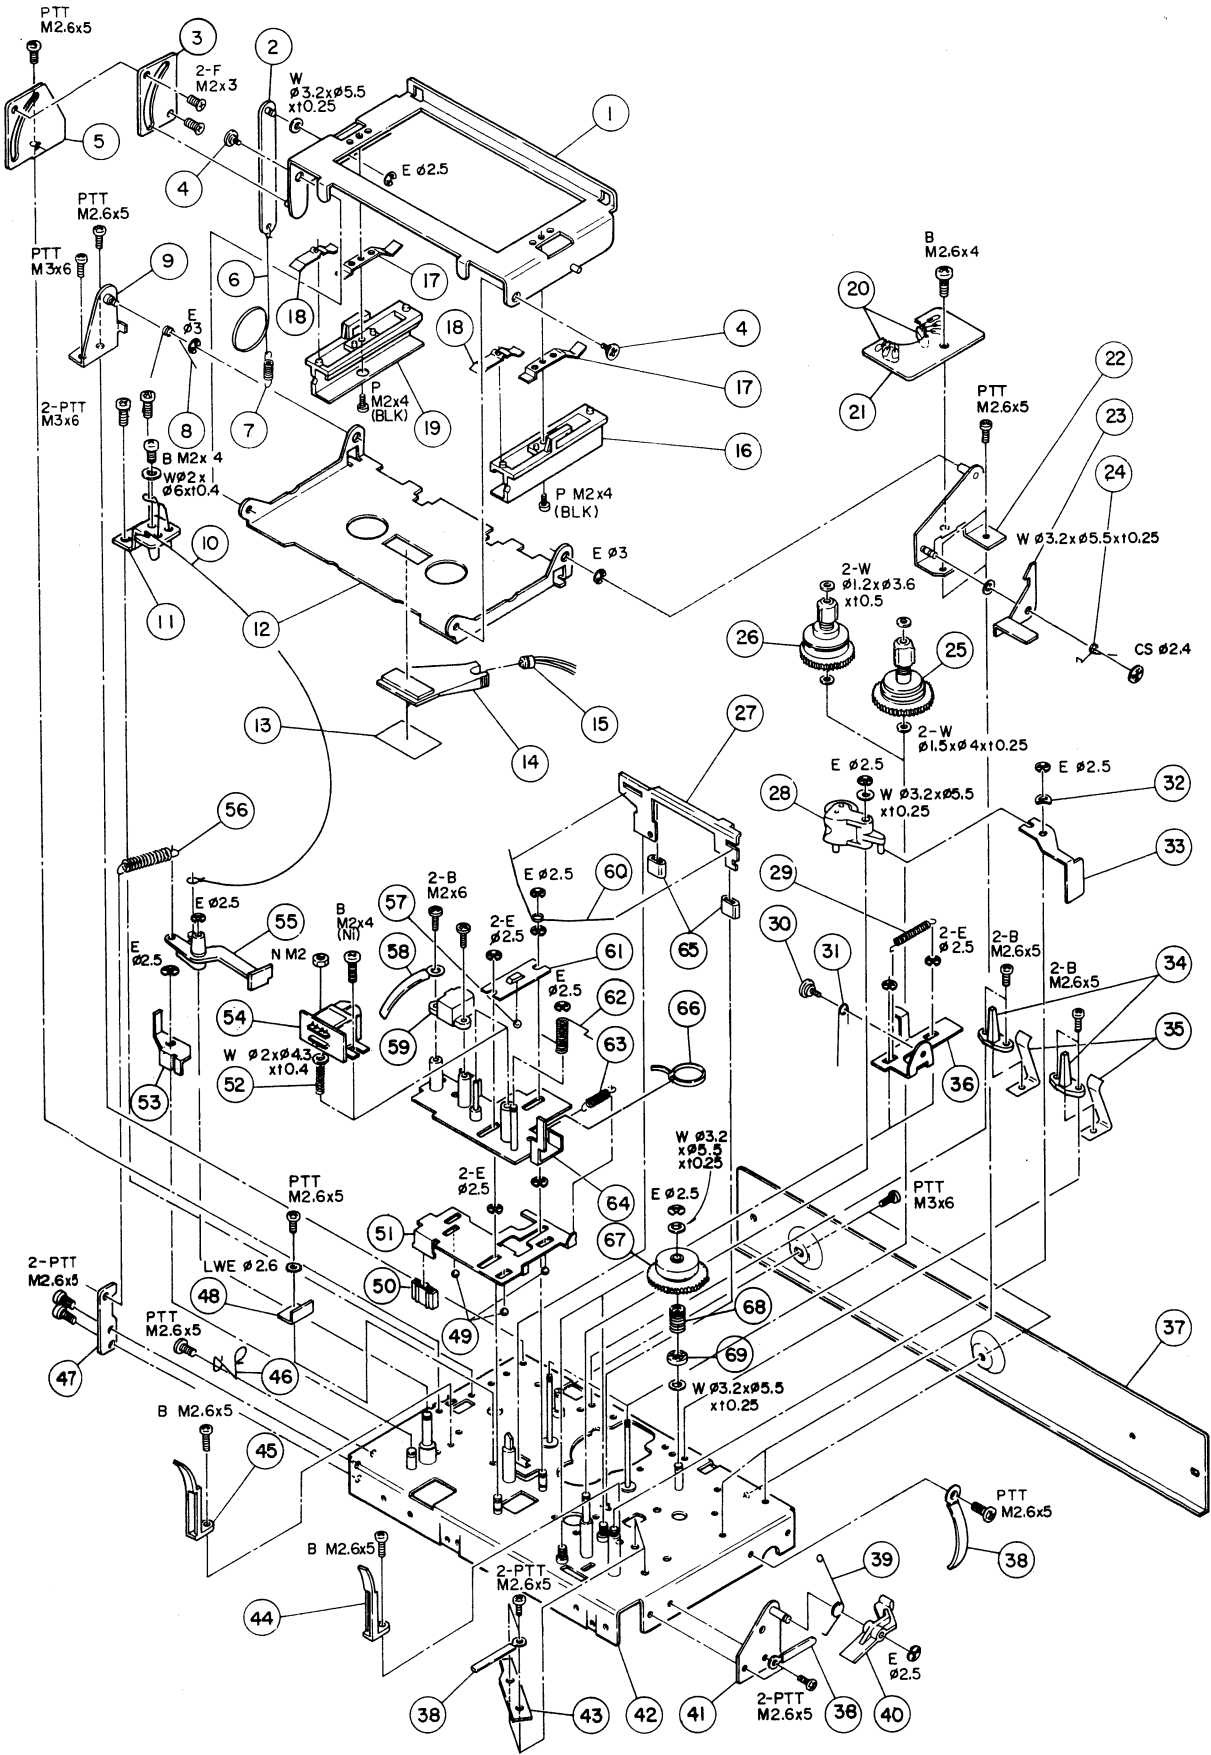 PTT
M2.6x5
3
2
2-F
M2x3
W
Ø3.2xØ5.5
xt0.25
1
5
4
E Ø2.5
PTT
M2.6x5
PTT
M3x6
9
6
17
18
E
Ø3
B
M2.6x4
20
18
4
17
22
21
PTT
M2.6x5
23
2-PTT
M3x6
8
7
P
M2x4
(BLK)
19
16
24
B M2x4
WØ2x
Ø6xt0.4
P M2x4
(BLK)
W Ø3.2xØ5.5xt0.25
10
E Ø3
2-W
Ø1.2xØ3.6
xt0.5
11
12
26
25
CS Ø2.4
13
14
15
27
2-W
Ø1.5xØ4xt0.25
E Ø2.5
E Ø2.5
28
W Ø3.2xØ5.5
xt0.25
32
56
33
2-B
M2x6
57
E Ø2.5
60
29
E Ø2.5
55
B
M2x4
(Ni)
2-E
Ø2.5
61
65
30
31
2-E
Ø2.5
2-B
M2.6x5
34
E
Ø2.5
N M2
58
E
Ø2.5
62
66
2-B
M2.6x5
35
54
59
63
36
W Ø2xØ4.3
xt0.4
53
52
W Ø3.2
xØ5.5
xt0.25
2-E
Ø2.5
64
E Ø2.5
PTT
M3x6
PTT
M2.6x5
51
67
2-PTT
M2.6x5
LWE Ø2.6
50
68
48
49
69
37
PTT
M2.6x5
47
46
W Ø3.2xØ5.5
xt0.25
B M2.6x5
45
PTT
M2.6x5
B M2.6x5
2-PTT
M2.6x5
39
38
44
E
Ø2.5
38
43
42
41
2-PTT
M2.6x5
38
40